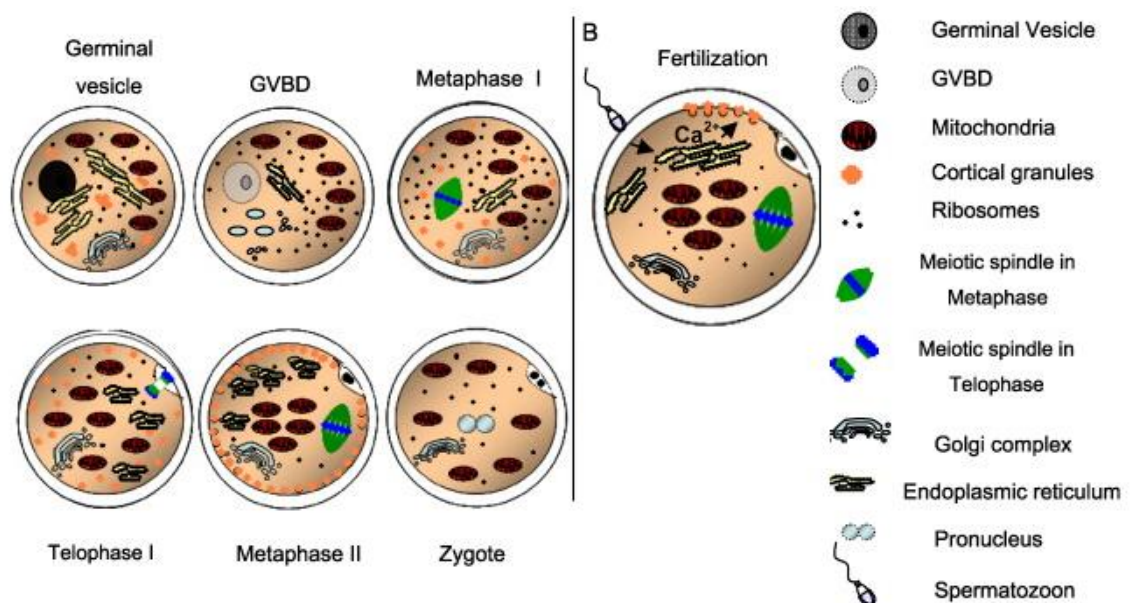 Germinal
vesicle
GVBD
Metaphase I
Telophase I
Metaphase II
Zygote
B
Fertilization
Ca²⁺
Germinal Vesicle
GVBD
Mitochondria
Cortical granules
Ribosomes
Meiotic spindle in
Metaphase
Meiotic spindle in
Telophase
Golgi complex
Endoplasmic reticulum
Pronucleus
Spermatozoon